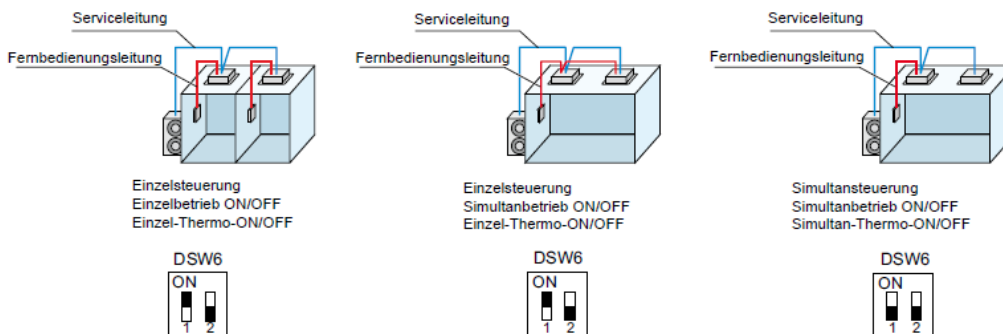 Serviceleitung
Fernbedienungsleitung
Einzelsteuerung
Einzelbetrieb ON/OFF
Einzel-Thermo-ON/OFF
DSW6
ON
1 2
Serviceleitung
Fernbedienungsleitung
Einzelsteuerung
Simultanbetrieb ON/OFF
Einzel-Thermo-ON/OFF
DSW6
ON
1 2
Serviceleitung
Fernbedienungsleitung
Simultansteuerung
Simultanbetrieb ON/OFF
Simultan-Thermo-ON/OFF
DSW6
ON
1 2